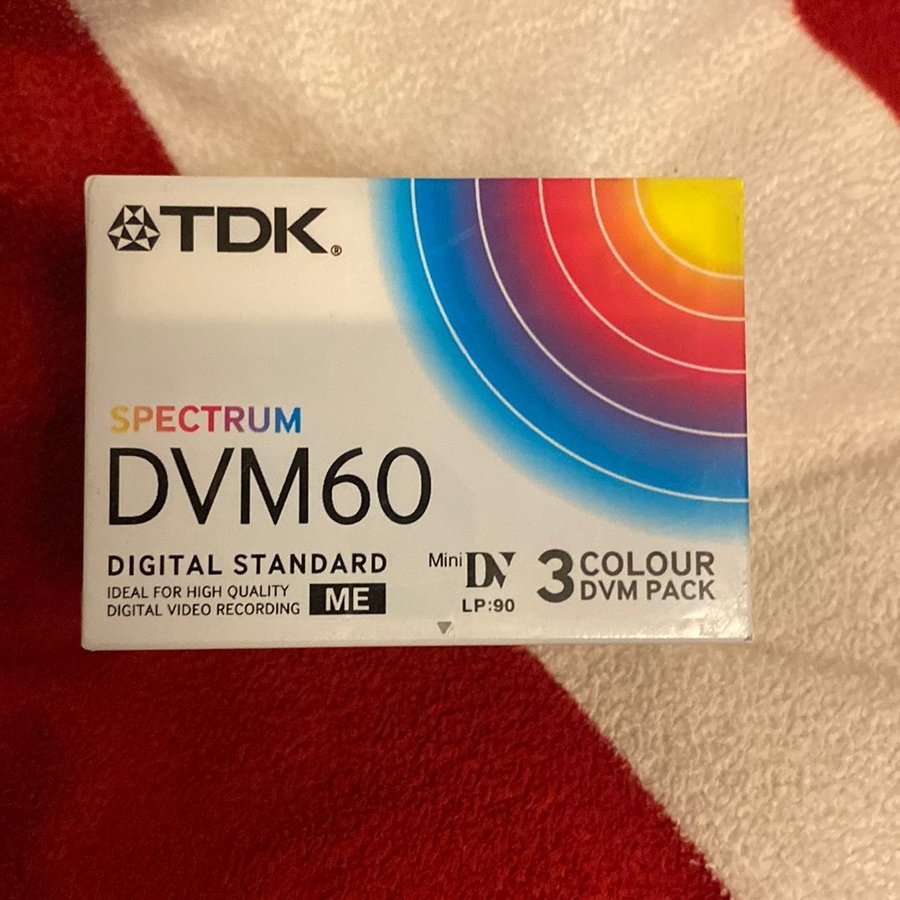 TDK®
SPECTRUM
DVM60
DIGITAL STANDARD
IDEAL FOR HIGH QUALITY
DIGITAL VIDEO RECORDING
ME
Mini DV
LP:90
3 COLOUR
DVM PACK